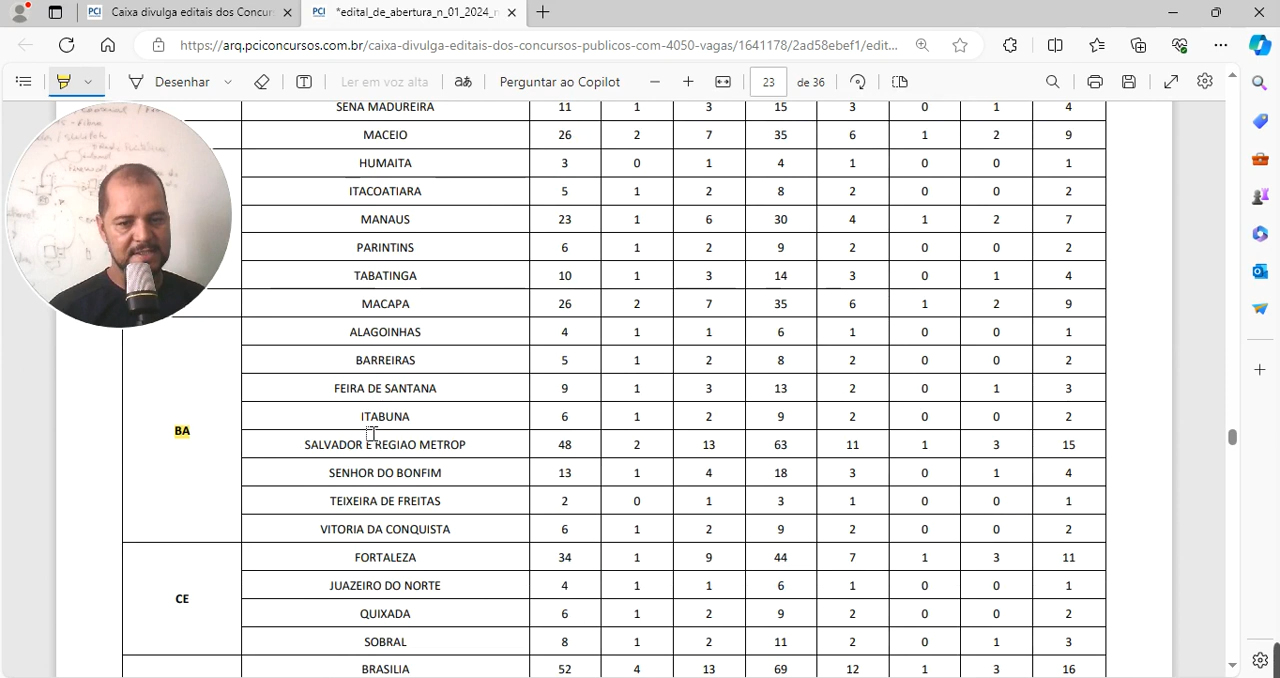 Caixa divulga editais dos Concur
*edital_de_abertura_n_01_2024_n
https://arq.pciconcursos.com.br/caixa-divulga-editais-dos-concursos-publicos-com-4050-vagas/1641178/2ad58ebef1/edit...
Desenhar Ler em voz alta aあ Perguntar ao Copilot 23 de 36
SENA MADUREIRA 11 1 3 15 3 0 1 4
MACEIO 26 2 7 35 6 1 2 9
HUMAITA 3 0 1 4 1 0 0 1
ITACOATIARA 5 1 2 8 2 0 0 2
MANAUS 23 1 6 30 4 1 2 7
PARINTINS 6 1 2 9 2 0 0 2
TABATINGA 10 1 3 14 3 0 1 4
MACAPA 26 2 7 35 6 1 2 9
BA
ALAGOINHAS 4 1 1 6 1 0 0 1
BARREIRAS 5 1 2 8 2 0 0 2
FEIRA DE SANTANA 9 1 3 13 2 0 1 3
ITABUNA 6 1 2 9 2 0 0 2
SALVADOR E REGIAO METROP 48 2 13 63 11 1 3 15
SENHOR DO BONFIM 13 1 4 18 3 0 1 4
TEIXEIRA DE FREITAS 2 0 1 3 1 0 0 1
VITORIA DA CONQUISTA 6 1 2 9 2 0 0 2
CE
FORTALEZA 34 1 9 44 7 1 3 11
JUAZEIRO DO NORTE 4 1 1 6 1 0 0 1
QUIXADA 6 1 2 9 2 0 0 2
SOBRAL 8 1 2 11 2 0 1 3
BRASILIA 52 4 13 69 12 1 3 16